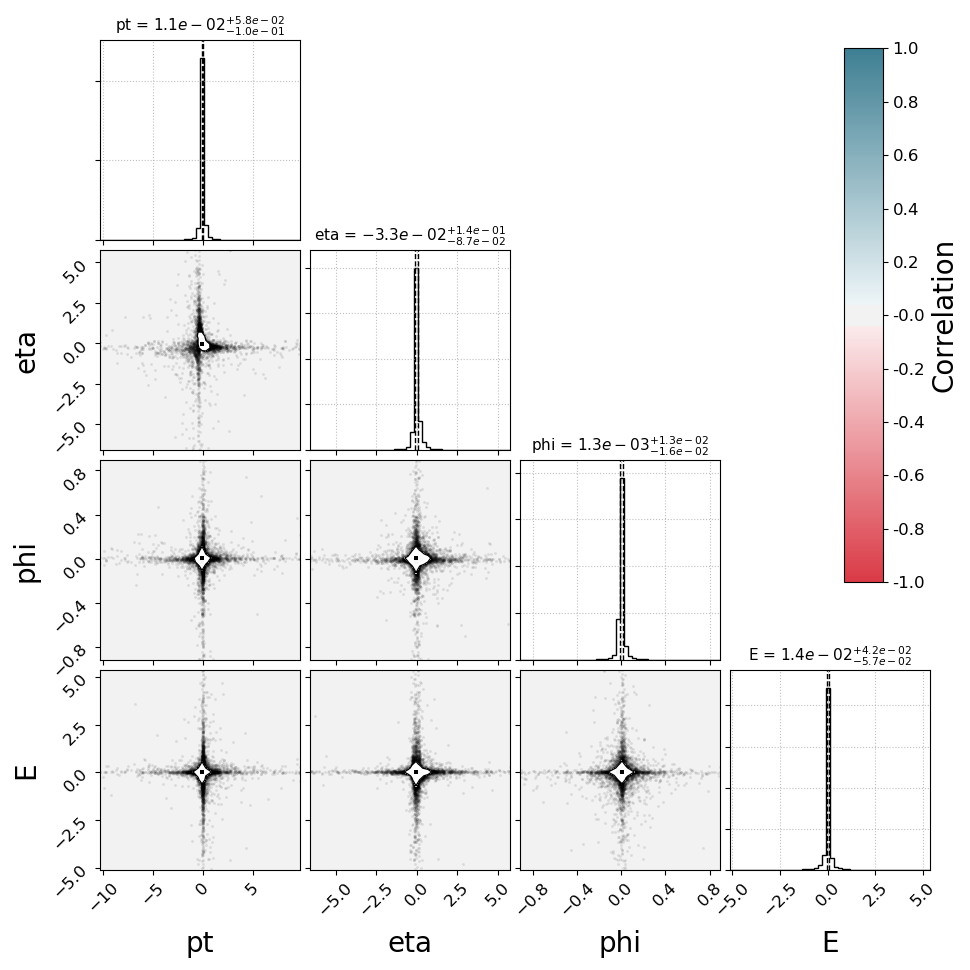 pt = 1.1e−02 +5.8e−02 −1.0e−01
1.0
0.8
0.6
0.4
0.2
-0.0
-0.2
-0.4
-0.6
-0.8
-1.0
Correlation
eta = −3.3e−02 +1.4e−01 −8.7e−02
eta
5.0
2.5
0.0
−2.5
−5.0
phi = 1.3e−03 +1.3e−02 −1.6e−02
phi
0.8
0.4
0.0
−0.4
−0.8
E = 1.4e−02 +4.2e−02 −5.7e−02
E
5.0
2.5
0.0
−2.5
−5.0
−10 −5 0 5
−5.0 −2.5 0.0 2.5 5.0
−0.8 −0.4 0.0 0.4 0.8
−5.0 −2.5 0.0 2.5 5.0
pt eta phi E